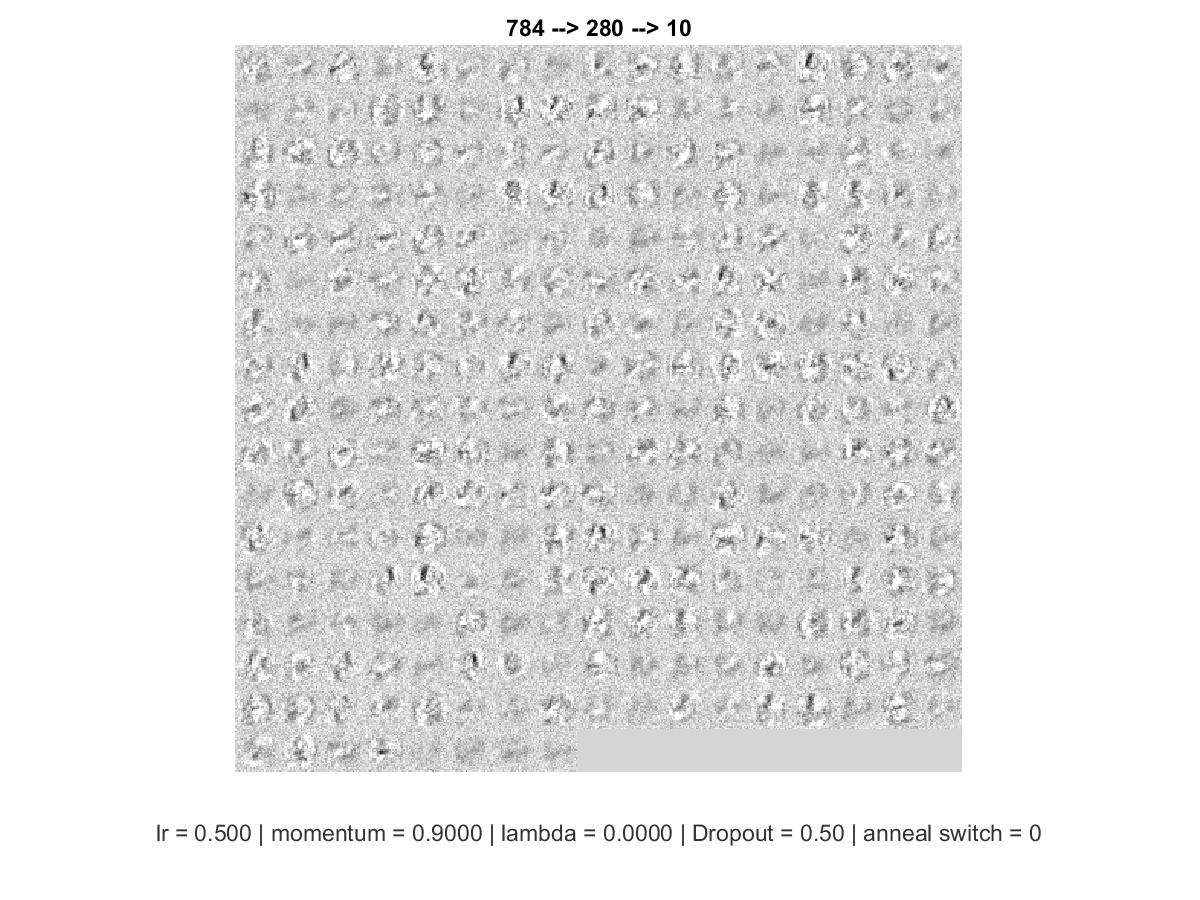 784 --> 280 --> 10
lr = 0.500 | momentum = 0.9000 | lambda = 0.0000 | Dropout = 0.50 | anneal switch = 0